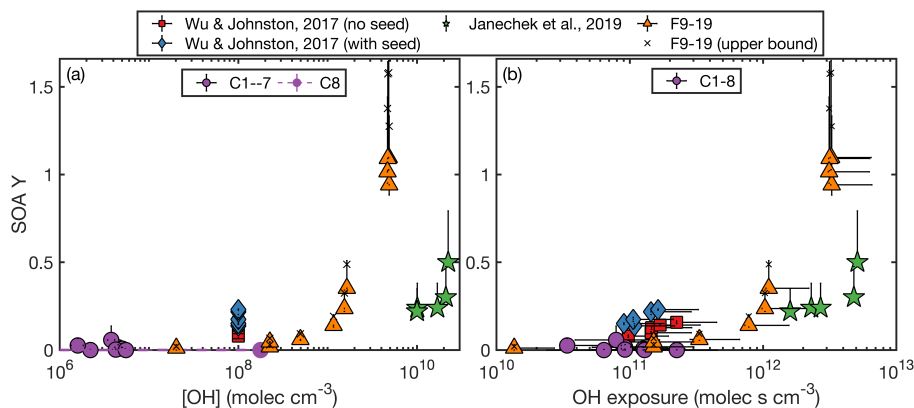 Wu & Johnston, 2017 (no seed) Janechek et al., 2019 F9-19
Wu & Johnston, 2017 (with seed) F9-19 (upper bound)
(a) C1--7 C8
(b) C1-8
1.5 1.5
1 1
0.5 0.5
0 0
SOA Y
10^6 10^8 10^10
10^10 10^11 10^12 10^13
[OH] (molec cm^-3) OH exposure (molec s cm^-3)